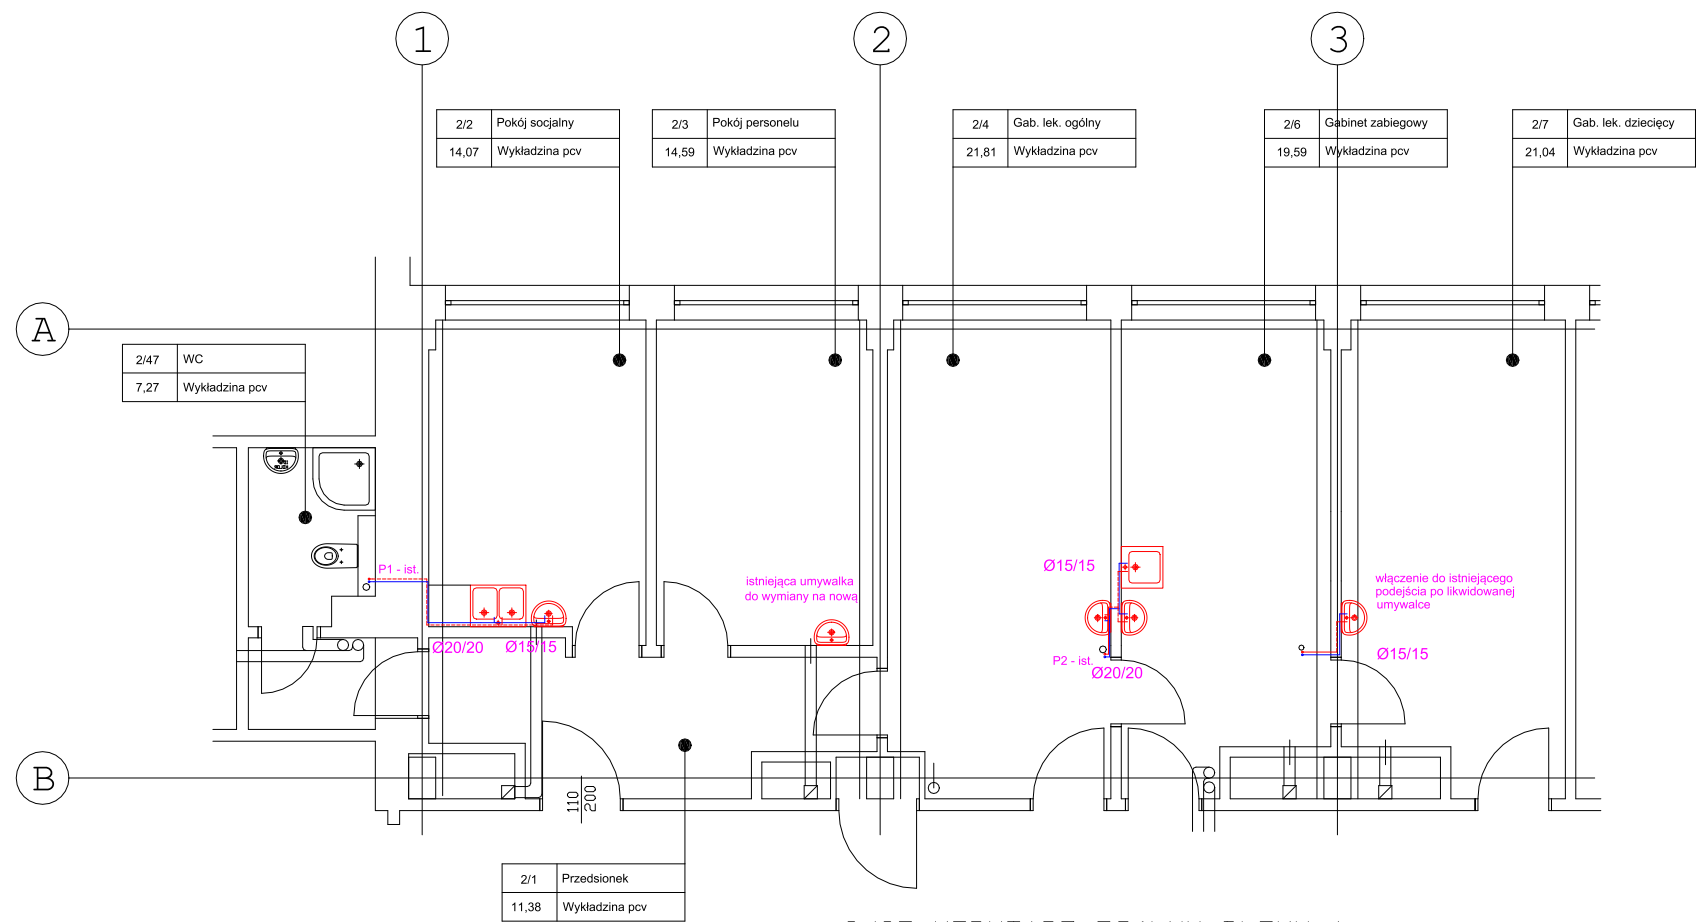 1
2
3
2/2 Pokój socjalny
14,07 Wykładzina pcv
2/3 Pokój personelu
14,59 Wykładzina pcv
2/4 Gab. lek. ogólny
21,81 Wykładzina pcv
2/6 Gabinet zabiegowy
19,59 Wykładzina pcv
2/7 Gab. lek. dziecięcy
21,04 Wykładzina pcv
A
2/47 WC
7,27 Wykładzina pcv
P1 - ist.
istniejąca umywalka
do wymiany na nową
Ø15/15
włączenie do istniejącego
podejścia po likwidowanej
umywalce
Ø20/20
Ø15/15
P2 - ist.
Ø20/20
Ø15/15
B
110
200
2/1 Przedsionek
11,38 Wykładzina pcv